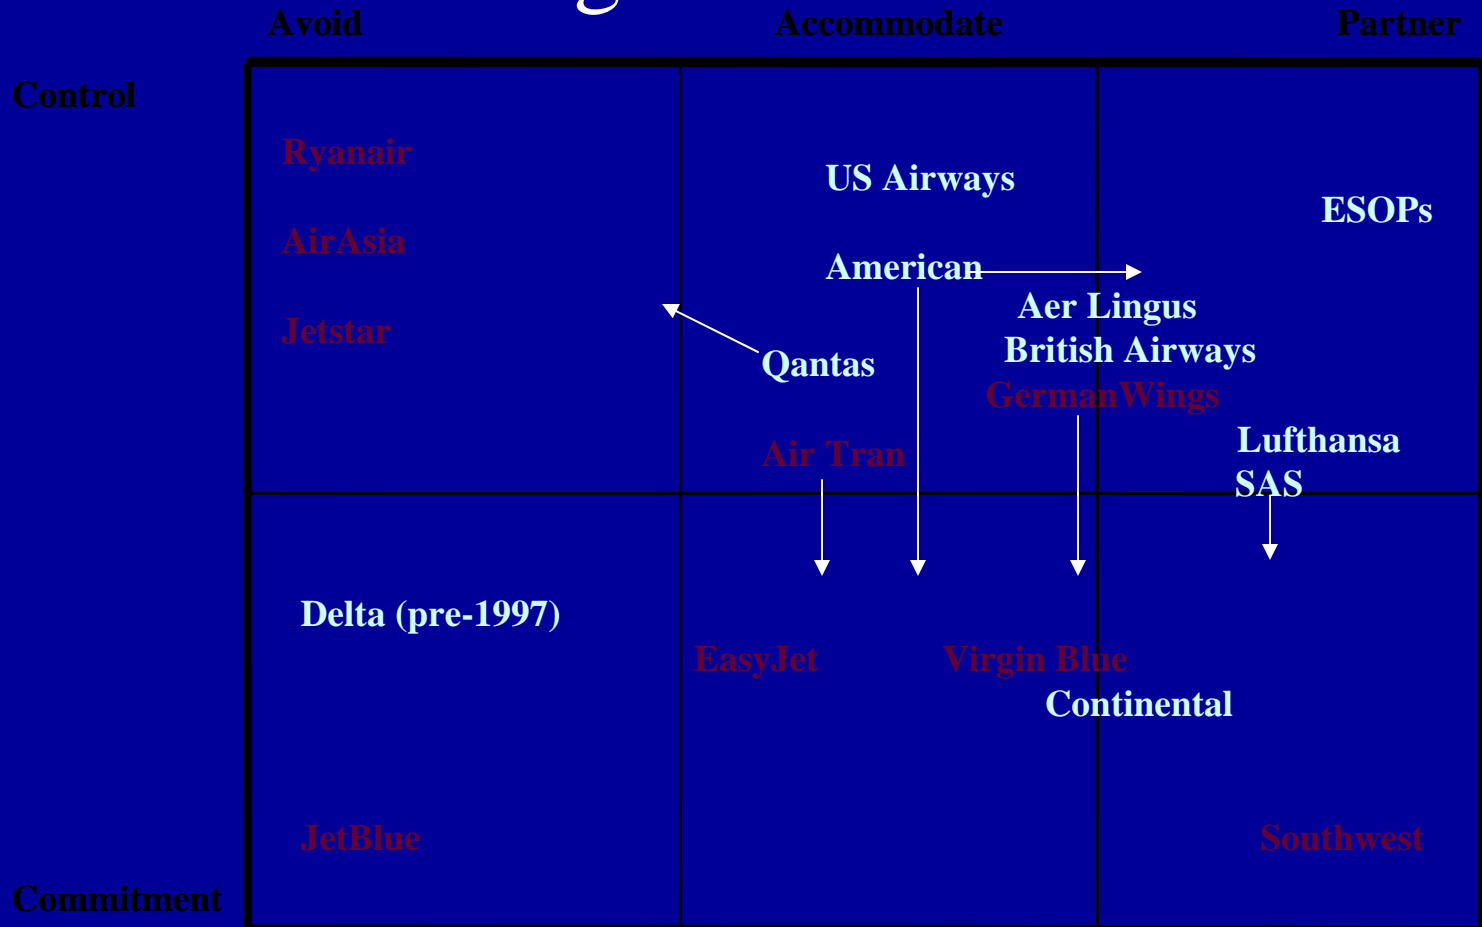 Avoid Accommodate Partner
Control
Ryanair
US Airways
ESOPs
AirAsia
American
Aer Lingus
Jetstar
British Airways
Qantas
GermanWings
Lufthansa
Air Tran
SAS
Delta (pre-1997)
EasyJet
Virgin Blue
Continental
JetBlue
Southwest
Commitment